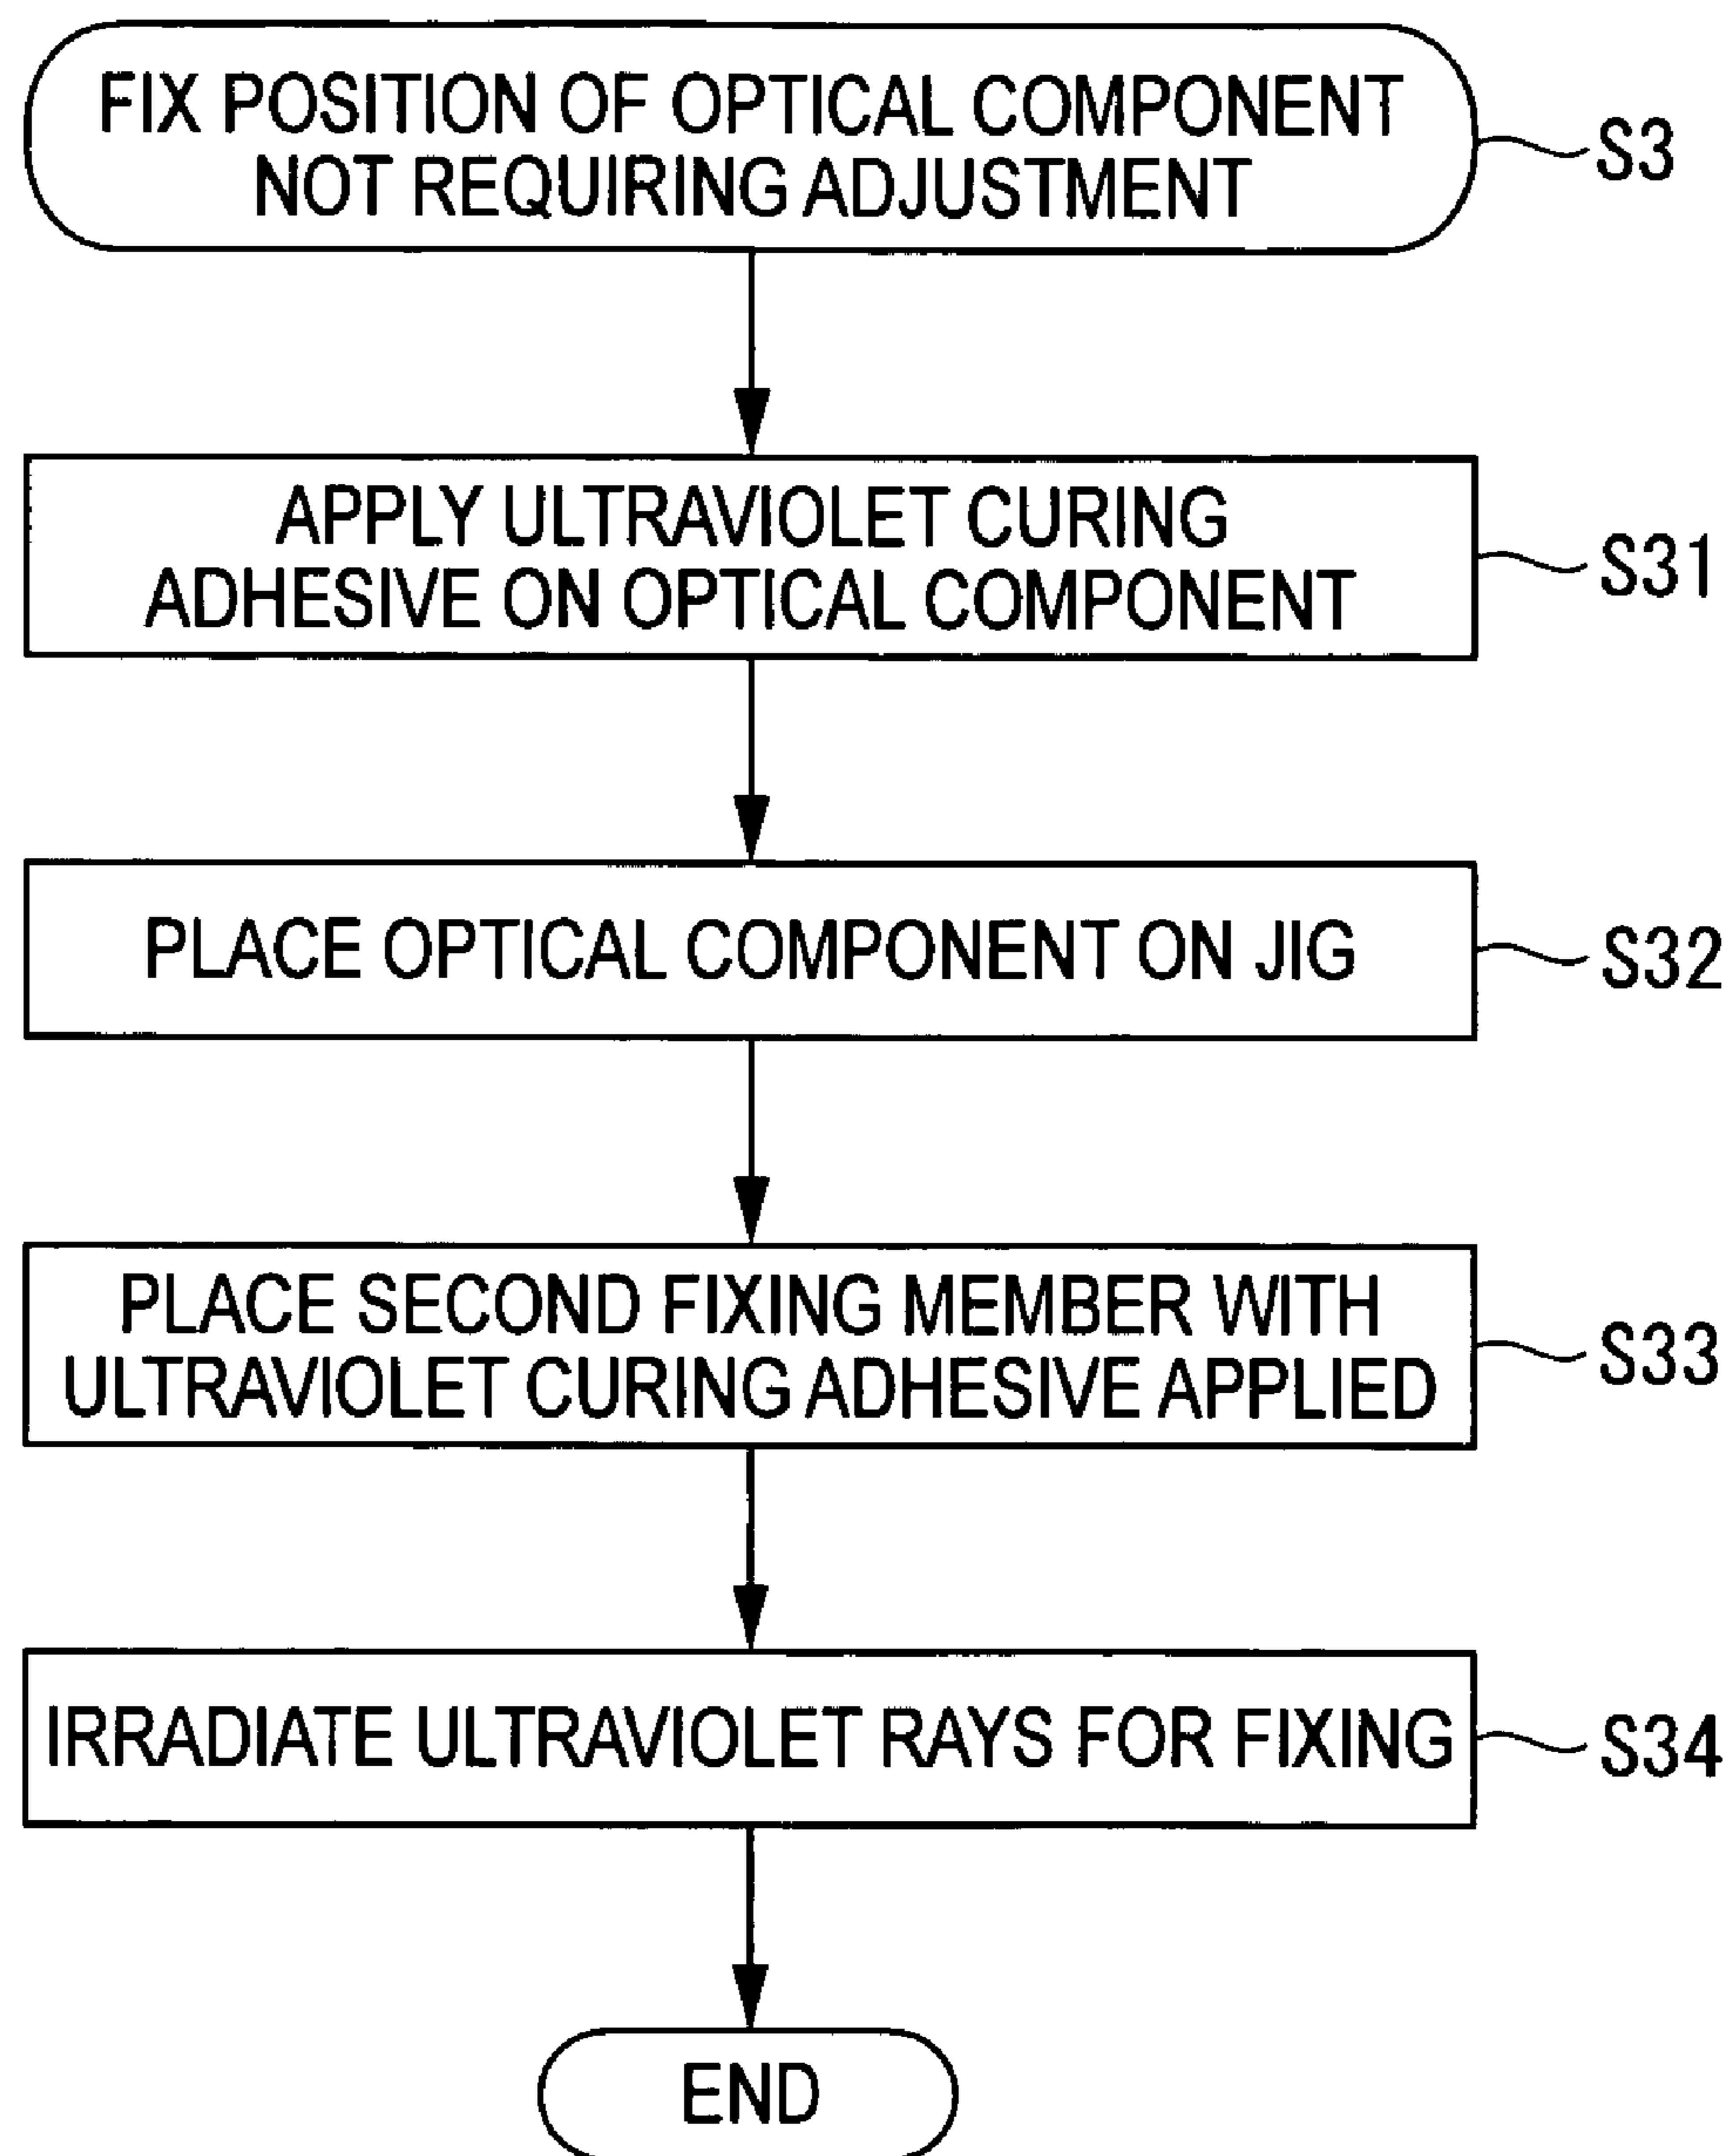 FIX POSITION OF OPTICAL COMPONENT
NOT REQUIRING ADJUSTMENT
S3
APPLY ULTRAVIOLET CURING
ADHESIVE ON OPTICAL COMPONENT
S31
PLACE OPTICAL COMPONENT ON JIG
S32
PLACE SECOND FIXING MEMBER WITH
ULTRAVIOLET CURING ADHESIVE APPLIED
S33
IRRADIATE ULTRAVIOLET RAYS FOR FIXING
S34
END